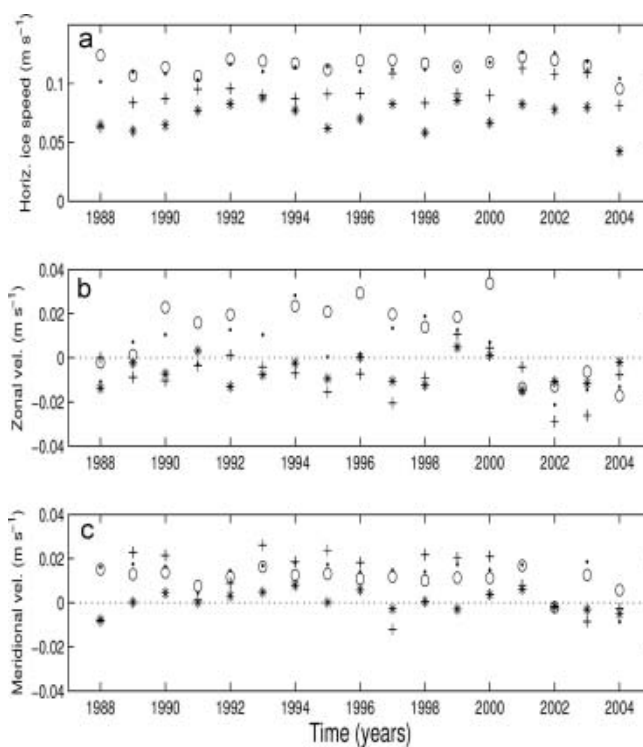 a
Horiz. ice speed (m s⁻¹)
0.1
0.05
0
1988 1990 1992 1994 1996 1998 2000 2002 2004
b
Zonal vel. (m s⁻¹)
0.04
0.02
0
−0.02
−0.04
1988 1990 1992 1994 1996 1998 2000 2002 2004
c
Meridional vel. (m s⁻¹)
0.04
0.02
0
−0.02
−0.04
1988 1990 1992 1994 1996 1998 2000 2002 2004
Time (years)